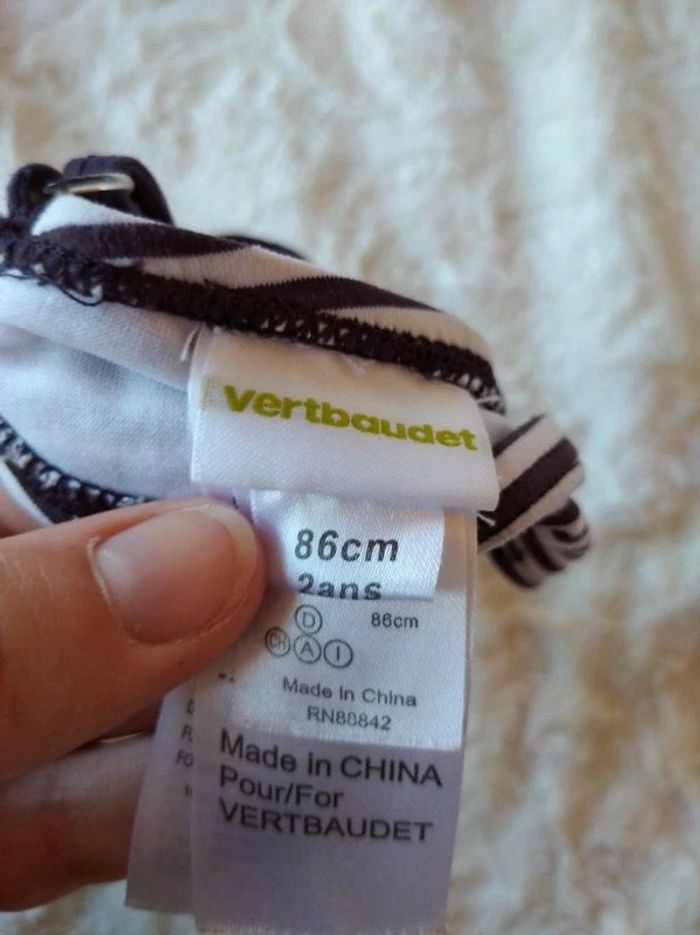 vertbaudet
86cm
2ans
D 86cm
CH A I
Made In China
RN80842
Made in CHINA
Pour/For
VERTBAUDET